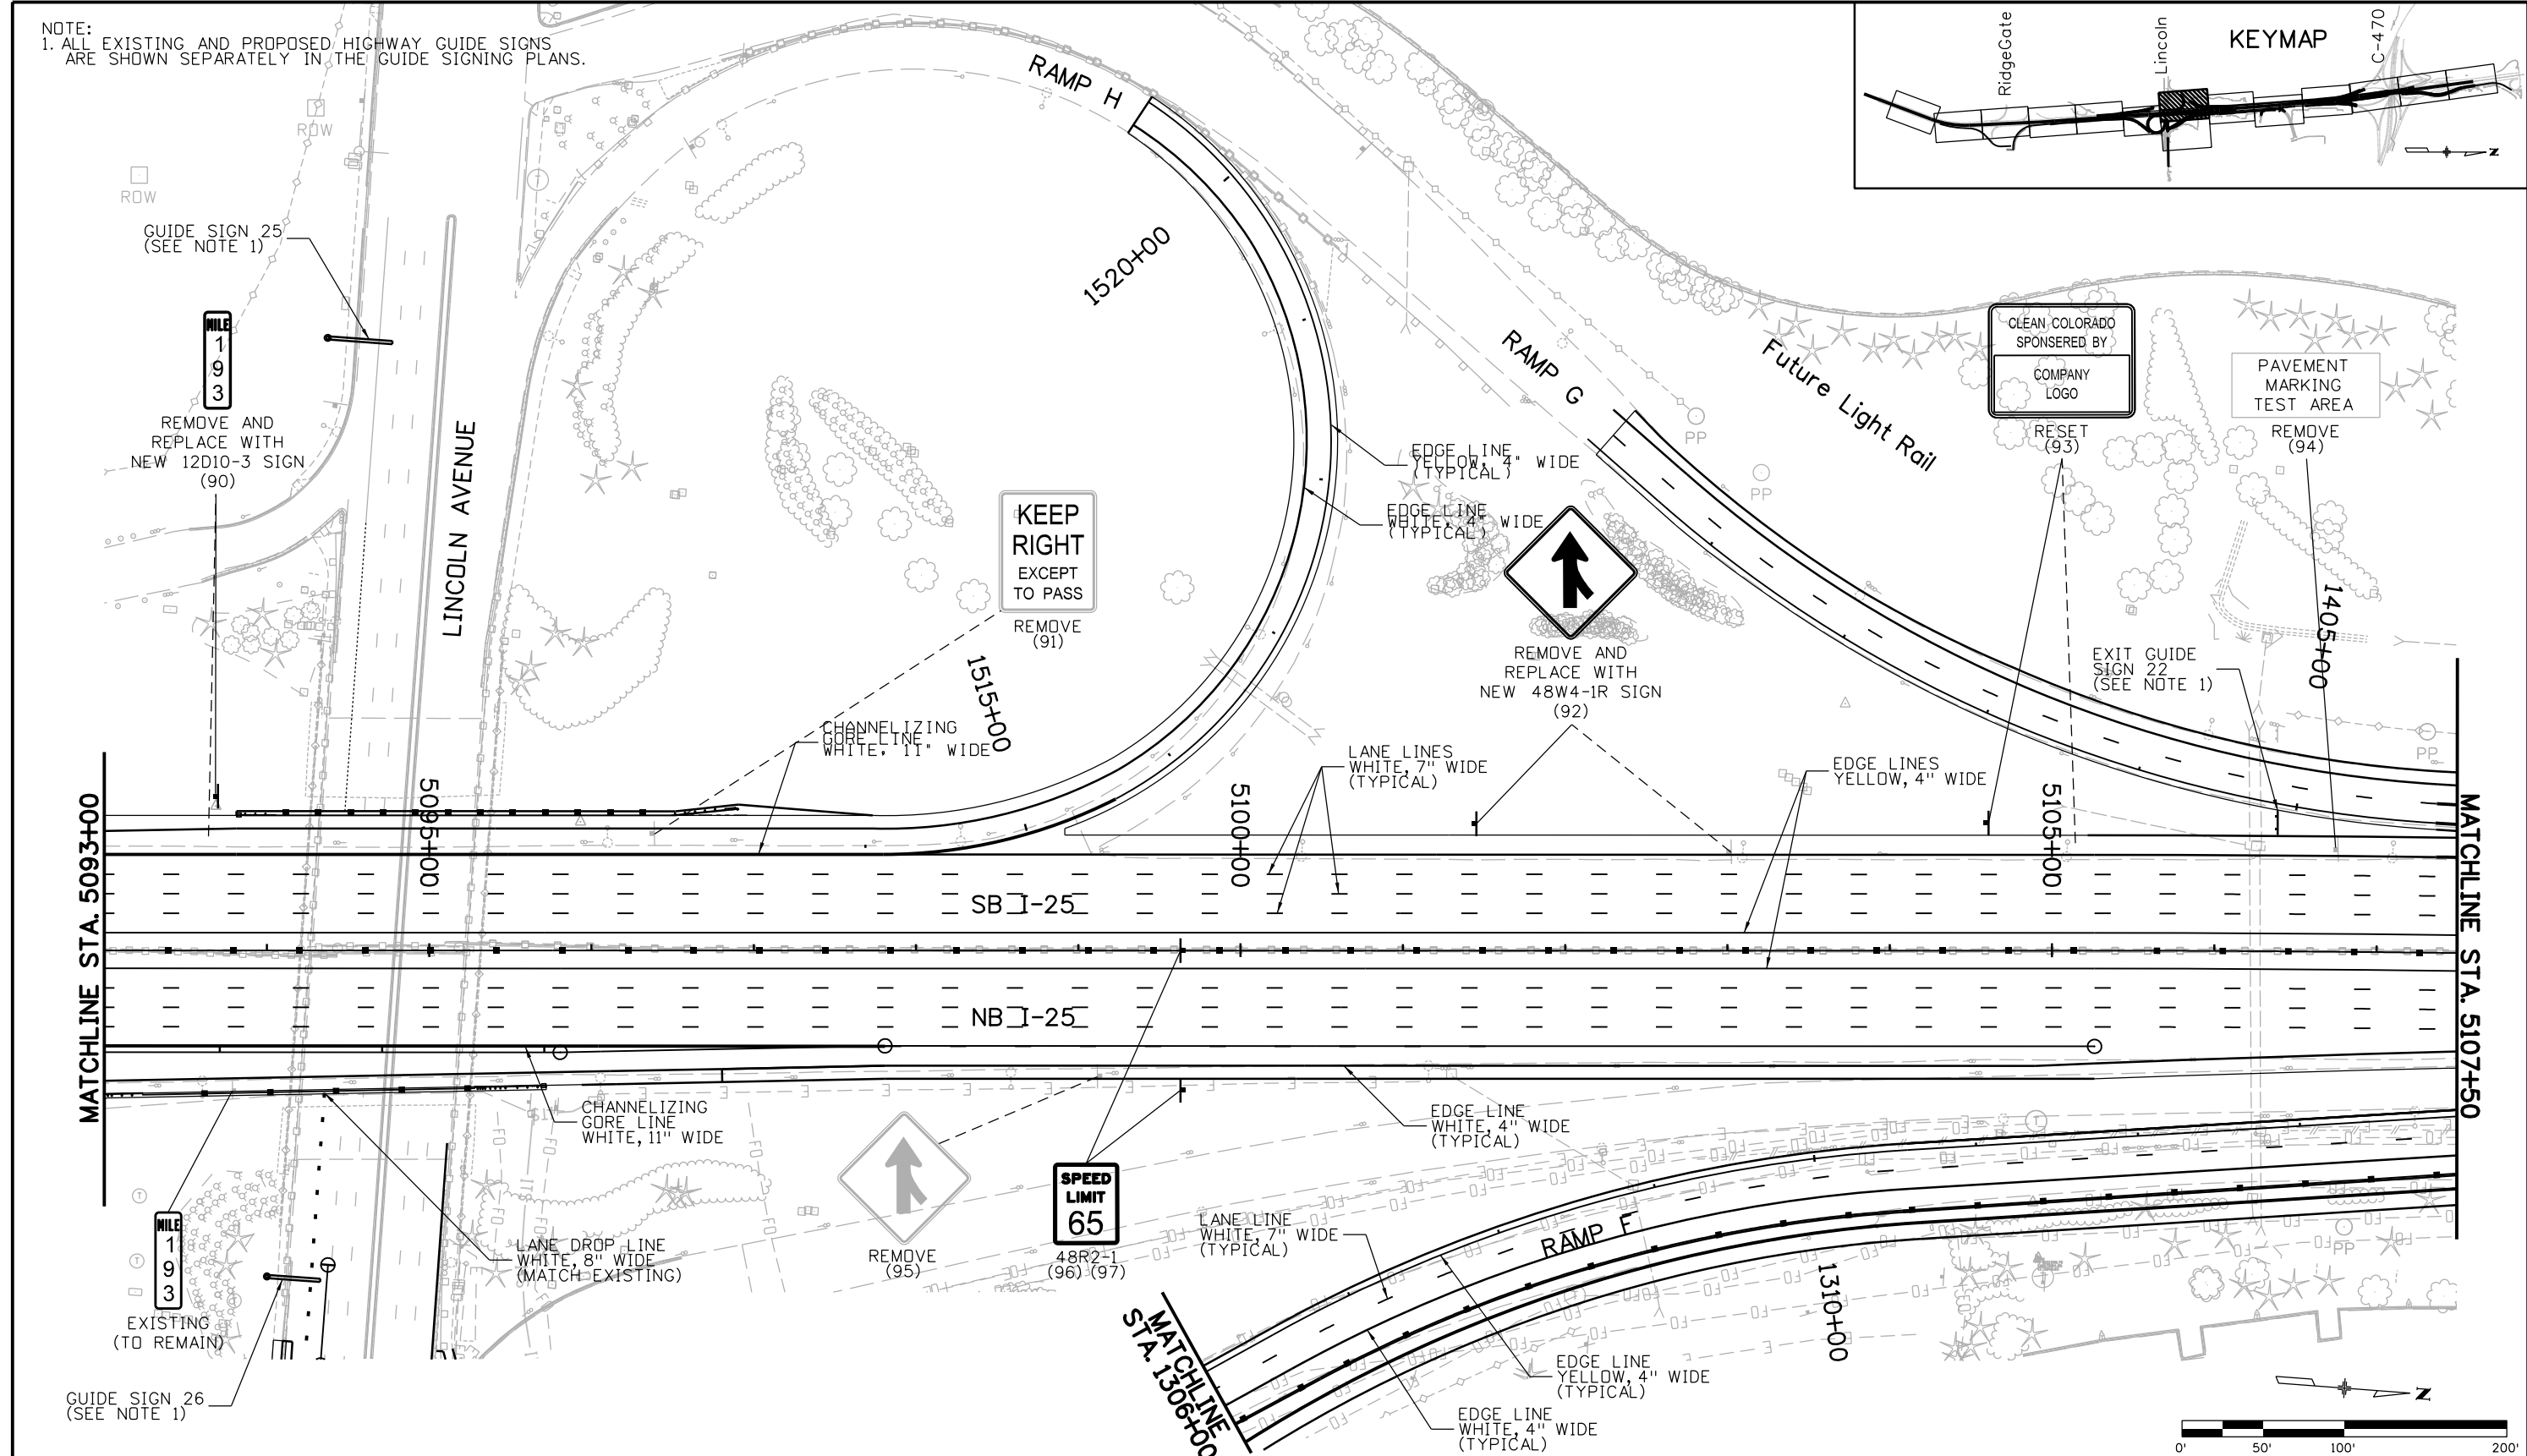 NOTE:
1. ALL EXISTING AND PROPOSED HIGHWAY GUIDE SIGNS
ARE SHOWN SEPARATELY IN THE GUIDE SIGNING PLANS.
RidgeGate
Lincoln
KEYMAP
C-470
N
RAMP H
ROW
ROW
T
GUIDE SIGN 25
(SEE NOTE 1)
1520+00
MILE
1
9
3
REMOVE AND
REPLACE WITH
NEW 12D10-3 SIGN
(90)
LINCOLN AVENUE
KEEP
RIGHT
EXCEPT
TO PASS
REMOVE
(91)
1515+00
EDGE LINE
YELLOW, 4" WIDE
(TYPICAL)
EDGE LINE
WHITE, 4" WIDE
(TYPICAL)
RAMP G
PP
PP
Future Light Rail
CLEAN COLORADO
SPONSERED BY
COMPANY
LOGO
RESET
(93)
PAVEMENT
MARKING
TEST AREA
REMOVE
(94)
1405+00
REMOVE AND
REPLACE WITH
NEW 48W4-1R SIGN
(92)
EXIT GUIDE
SIGN 22
(SEE NOTE 1)
PP
CHANNELIZING
GORE LINE
WHITE, 11" WIDE
LANE LINES
WHITE, 7" WIDE
(TYPICAL)
EDGE LINES
YELLOW, 4" WIDE
5095+00
5100+00
5105+00
MATCHLINE STA. 5093+00
MATCHLINE STA. 5107+50
SB I-25
NB I-25
CHANNELIZING
GORE LINE
WHITE, 11" WIDE
EDGE LINE
WHITE, 4" WIDE
(TYPICAL)
T
T
T
MILE
1
9
3
EXISTING
(TO REMAIN)
LANE DROP LINE
WHITE, 8" WIDE
(MATCH EXISTING)
REMOVE
(95)
SPEED
LIMIT
65
48R2-1
(96) (97)
LANE LINE
WHITE, 7" WIDE
(TYPICAL)
RAMP F
1310+00
PP
GUIDE SIGN 26
(SEE NOTE 1)
MATCHLINE
STA. 1306+00
EDGE LINE
YELLOW, 4" WIDE
(TYPICAL)
EDGE LINE
WHITE, 4" WIDE
(TYPICAL)
N
0'
50'
100'
200'